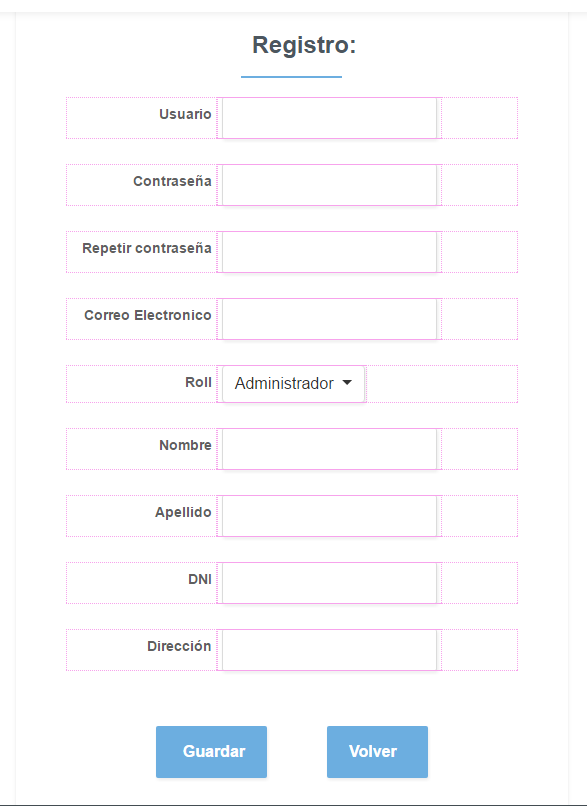 Registro:
Usuario
Contraseña
Repetir contraseña
Correo Electronico
Roll Administrador
Nombre
Apellido
DNI
Dirección
Guardar Volver